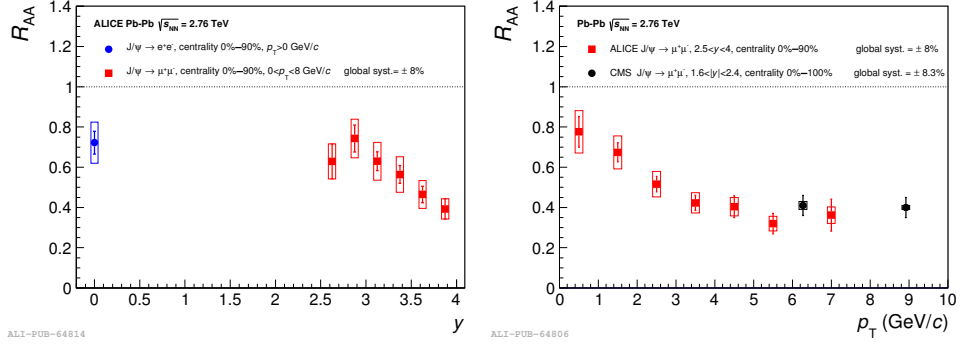 ALICE Pb-Pb √s_NN = 2.76 TeV
J/ψ → e⁺e⁻, centrality 0%–90%, p_T>0 GeV/c
J/ψ → μ⁺μ⁻, centrality 0%–90%, 0<p_T<8 GeV/c global syst. = ± 8%
R_AA
1.4
1.2
1
0.8
0.6
0.4
0.2
0
0 0.5 1 1.5 2 2.5 3 3.5 4
y
ALI-PUB-64814
Pb-Pb √s_NN = 2.76 TeV
ALICE J/ψ → μ⁺μ⁻, 2.5<y<4, centrality 0%–90% global syst. = ± 8%
CMS J/ψ → μ⁺μ⁻, 1.6<|y|<2.4, centrality 0%–100% global syst. = ± 8.3%
R_AA
1.4
1.2
1
0.8
0.6
0.4
0.2
0
0 1 2 3 4 5 6 7 8 9 10
p_T (GeV/c)
ALI-PUB-64806